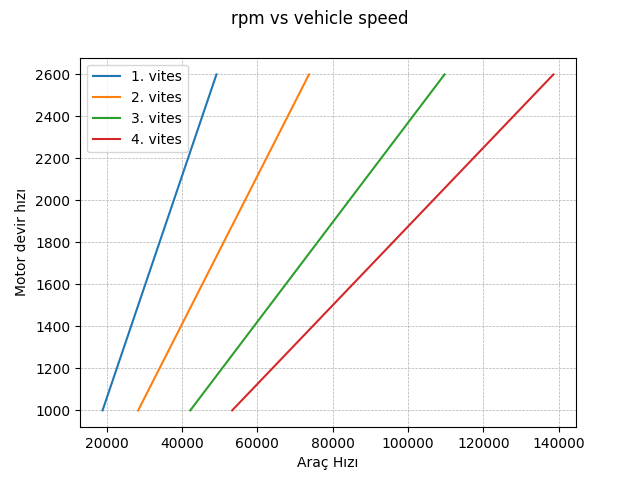 rpm vs vehicle speed
1. vites
2. vites
3. vites
4. vites
2600
2400
2200
2000
1800
1600
1400
1200
1000
Motor devir hızı
20000 40000 60000 80000 100000 120000 140000
Araç Hızı